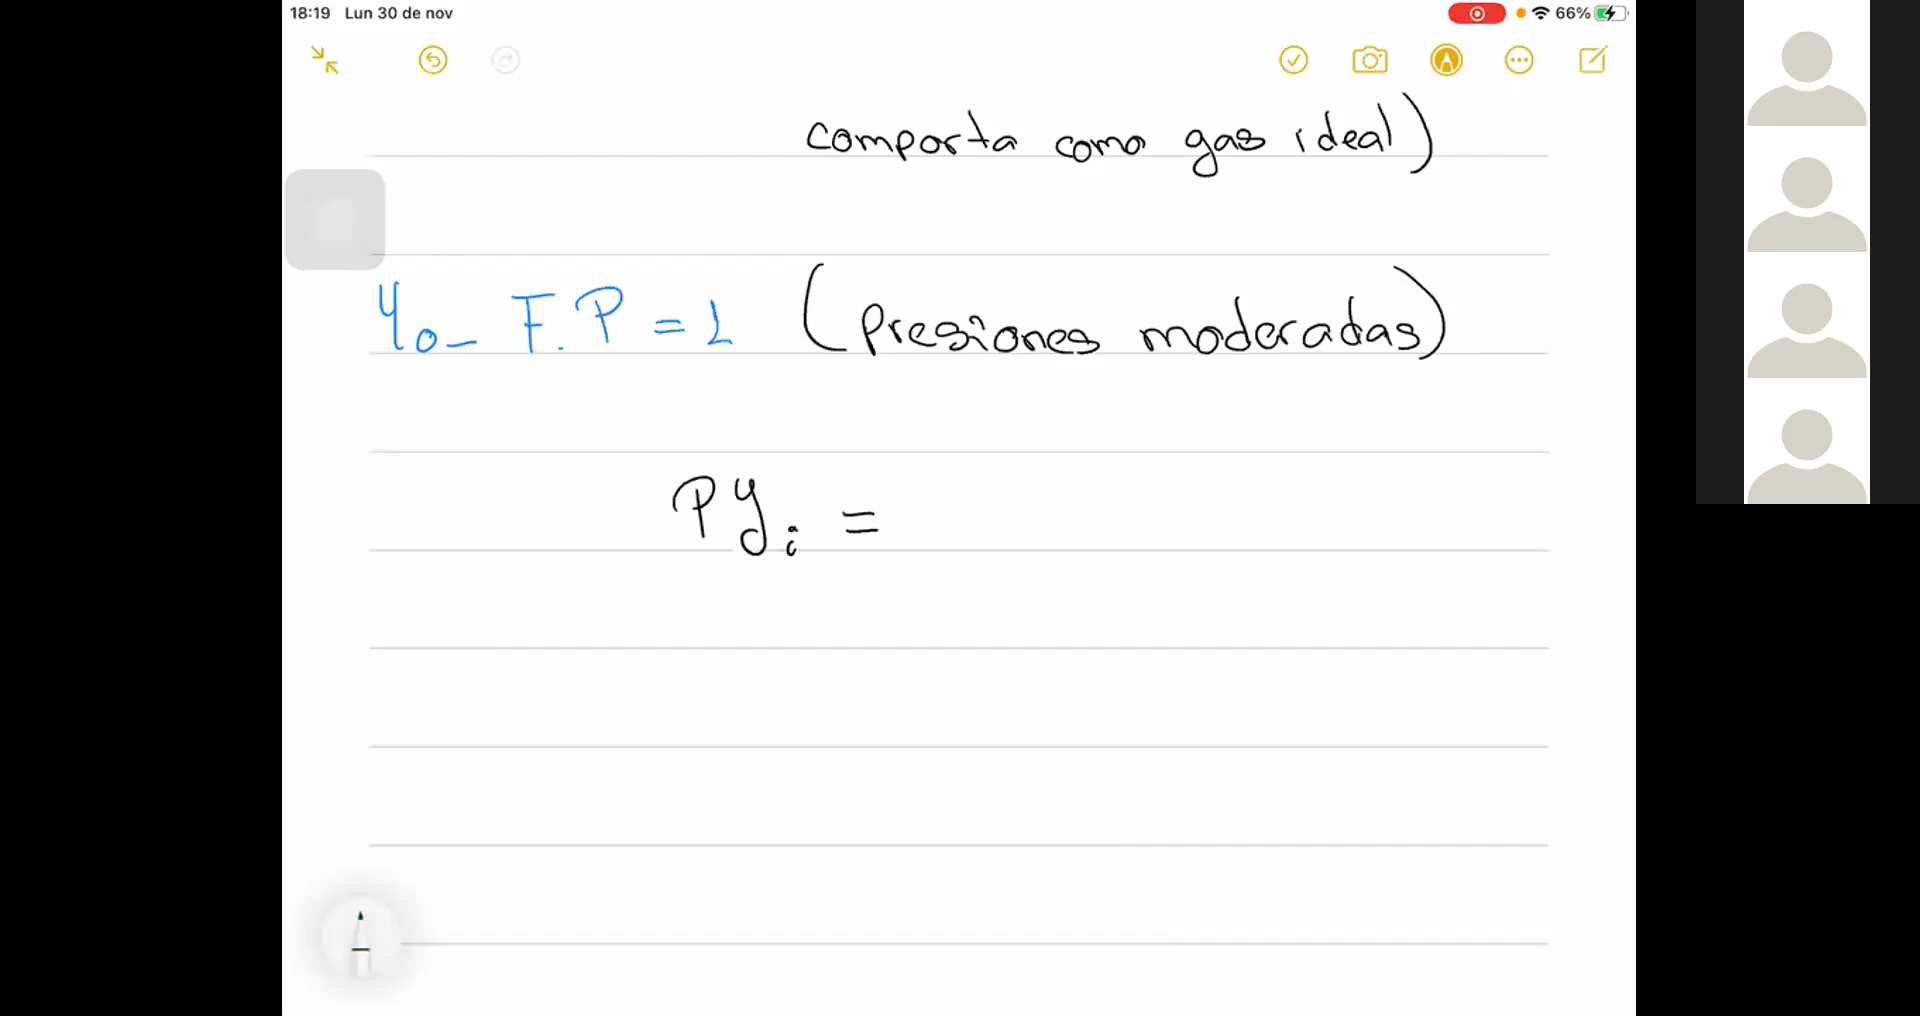 18:19 Lun 30 de nov 66%
comporta como gas ideal)
4o- F.P = 1 (Presiones moderadas)
Pyi =